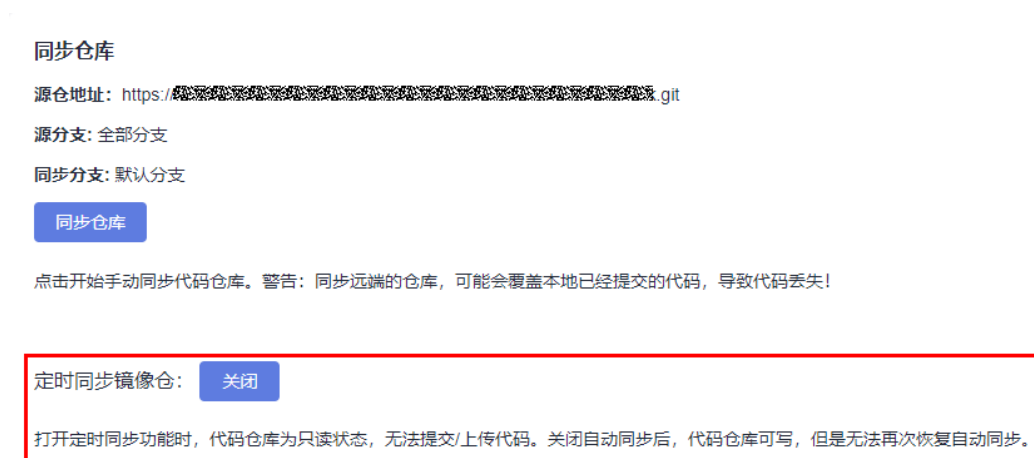 同步仓库
源仓地址：https://.git
源分支: 全部分支
同步分支: 默认分支
同步仓库
点击开始手动同步代码仓库。警告：同步远端的仓库，可能会覆盖本地已经提交的代码，导致代码丢失！
定时同步镜像仓： 关闭
打开定时同步功能时，代码仓库为只读状态，无法提交/上传代码。关闭自动同步后，代码仓库可写，但是无法再次恢复自动同步。